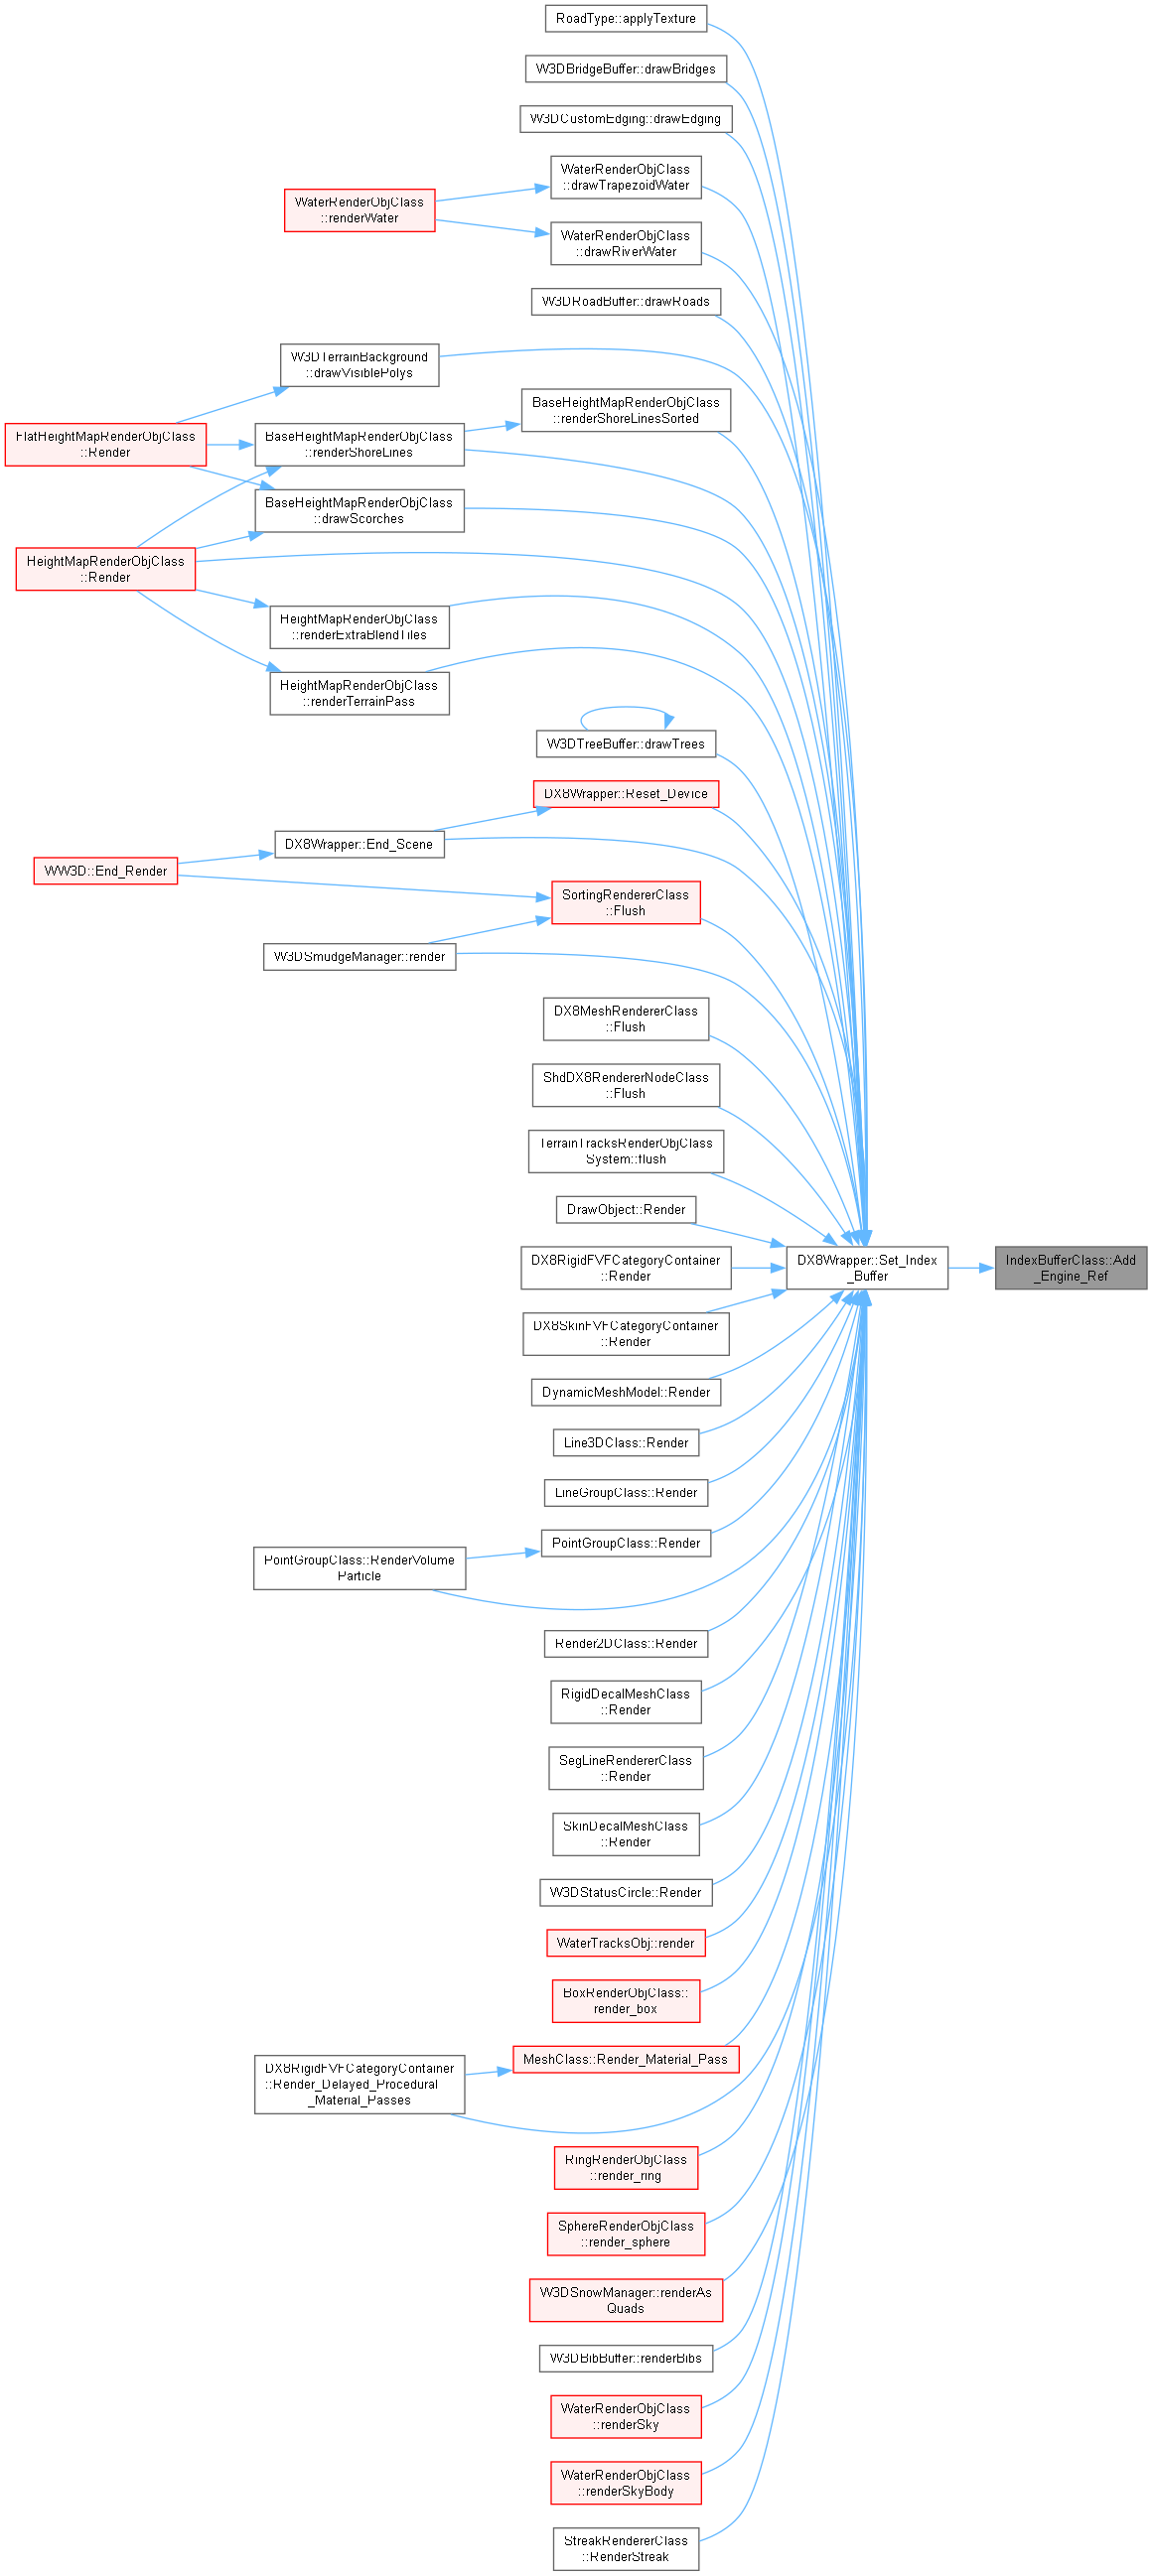 RoadType::applyTexture
W3DBridgeBuffer::drawBridges
W3DCustomEdging::drawEdging
WaterRenderObjClass
::drawTrapezoidWater
WaterRenderObjClass
::renderWater
WaterRenderObjClass
::drawRiverWater
W3DRoadBuffer::drawRoads
W3DTerrainBackground
::drawVisiblePolys
BaseHeightMapRenderObjClass
::renderShoreLinesSorted
FlatHeightMapRenderObjClass
::Render
BaseHeightMapRenderObjClass
::renderShoreLines
BaseHeightMapRenderObjClass
::drawScorches
HeightMapRenderObjClass
::Render
HeightMapRenderObjClass
::renderExtraBlendTiles
HeightMapRenderObjClass
::renderTerrainPass
W3DTreeBuffer::drawTrees
DX8Wrapper::Reset_Device
DX8Wrapper::End_Scene
WW3D::End_Render
SortingRendererClass
::Flush
W3DSmudgeManager::render
DX8MeshRendererClass
::Flush
ShdDX8RendererNodeClass
::Flush
TerrainTracksRenderObjClass
System::flush
DrawObject::Render
DX8RigidFVFCategoryContainer
::Render
DX8Wrapper::Set_Index
_Buffer
IndexBufferClass::Add
_Engine_Ref
DX8SkinFVFCategoryContainer
::Render
DynamicMeshModel::Render
Line3DClass::Render
LineGroupClass::Render
PointGroupClass::Render
PointGroupClass::RenderVolume
Particle
Render2DClass::Render
RigidDecalMeshClass
::Render
SegLineRendererClass
::Render
SkinDecalMeshClass
::Render
W3DStatusCircle::Render
WaterTracksObj::render
BoxRenderObjClass::
render_box
MeshClass::Render_Material_Pass
DX8RigidFVFCategoryContainer
::Render_Delayed_Procedural
_Material_Passes
RingRenderObjClass
::render_ring
SphereRenderObjClass
::render_sphere
W3DSnowManager::renderAs
Quads
W3DBibBuffer::renderBibs
WaterRenderObjClass
::renderSky
WaterRenderObjClass
::renderSkyBody
StreakRendererClass
::RenderStreak